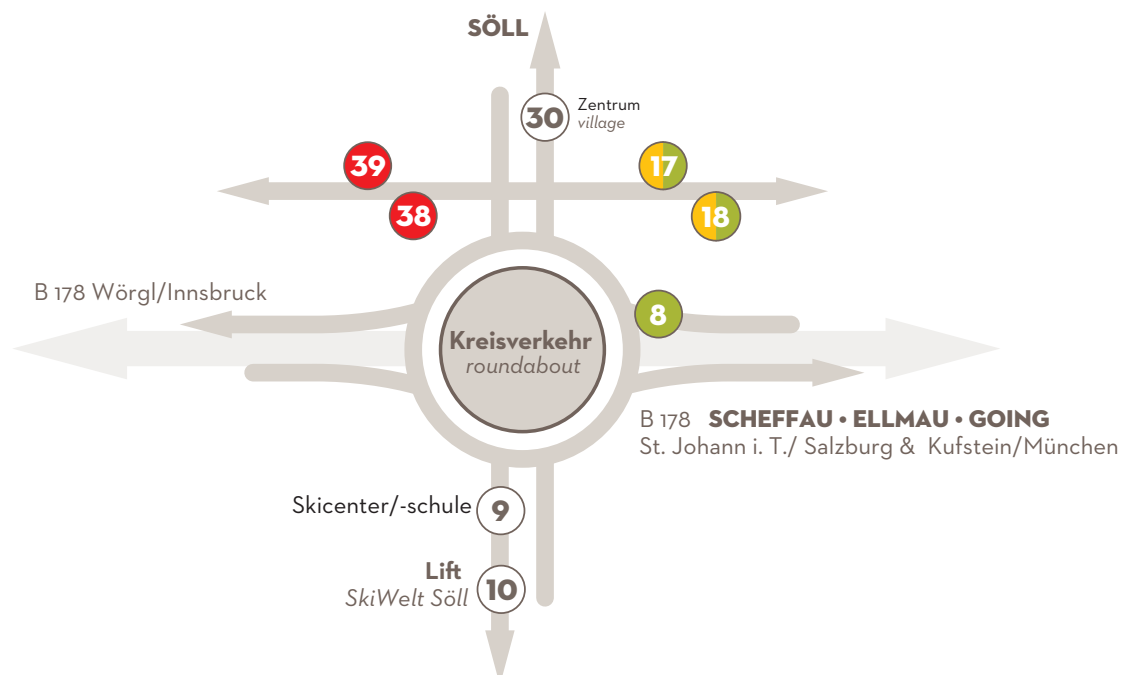 SÖLL
30
Zentrum
village
39
17
38
18
B 178 Wörgl/Innsbruck
8
Kreisverkehr
roundabout
B 178 SCHEFFAU • ELLMAU • GOING
St. Johann i. T./ Salzburg & Kufstein/München
Skicenter/-schule 9
Lift
SkiWelt Söll
10